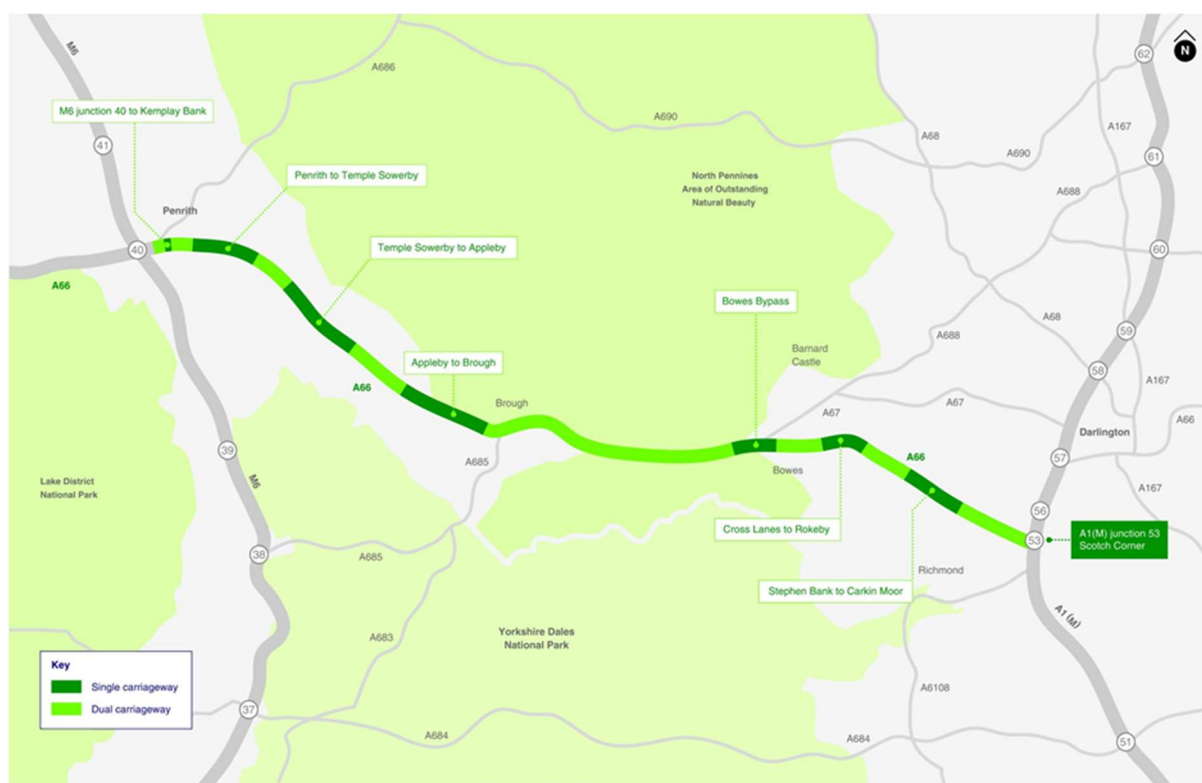 N
M6
A686
62
M6 junction 40 to Kemplay Bank
41
A690
A68
A167
A690
61
Penrith to Temple Sowerby
North Pennines
Area of Outstanding
Natural Beauty
A688
Penrith
40
Temple Sowerby to Appleby
60
A66
Bowes Bypass
A68
59
A688
Barnard
Castle
58
Appleby to Brough
A66
A167
Brough
A67
A67
A66
Darlington
39
A685
Bowes
A66
57
M6
Lake District
National Park
A167
56
Cross Lanes to Rokeby
53
A1(M) junction 53
Scotch Corner
38
A685
Richmond
Stephen Bank to Carkin Moor
A1 (M)
A683
Yorkshire Dales
National Park
Key
Single carriageway
Dual carriageway
A6108
37
A684
A684
51